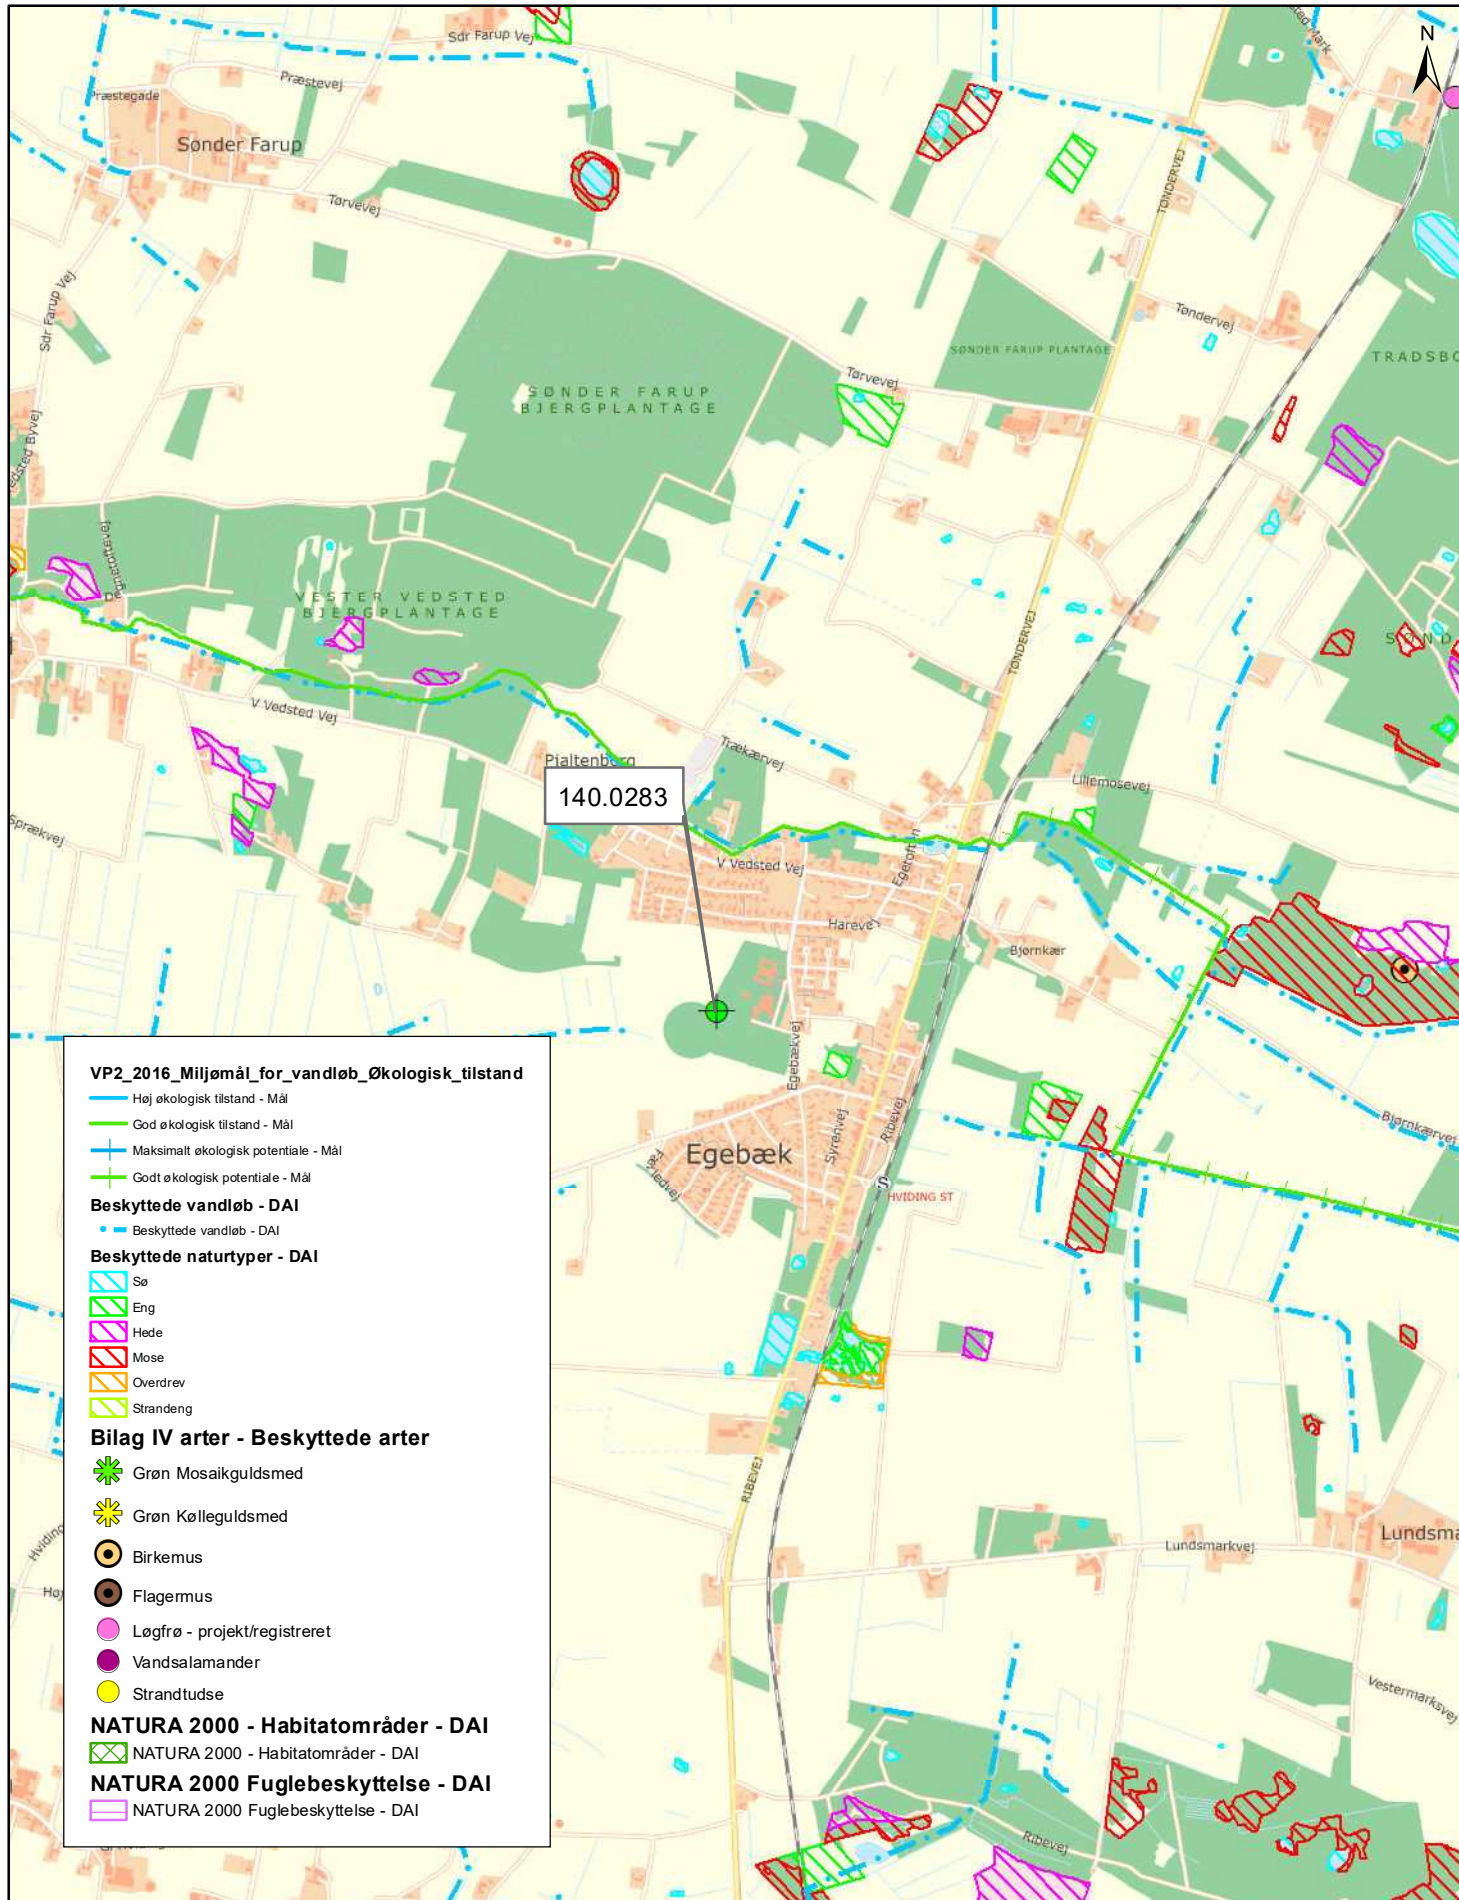 Sdr Farup Vej
N
Præstevej
Præstegade
Sønder Farup
Tørvevej
TØNDERVEJ
Sdr Farup Vej
Tøndervej
SØNDER FARUP PLANTAGE
TRADSBO
Tørvevej
SØNDER FARUP
BJERGPLANTAGE
VESTER VEDSTED
BJERGPLANTAGE
TØNDERVEJ
SØND
V Vedsted Vej
Trækærvej
Pjaltenborg
Lillemosevej
140.0283
Sprækvej
V Vedsted Vej
Egetoften
Harevej
Bjørnkær
Egebækvej
VP2_2016_Miljømål_for_vandløb_Økologisk_tilstand
Høj økologisk tilstand - Mål
God økologisk tilstand - Mål
Maksimalt økologisk potentiale - Mål
Godt økologisk potentiale - Mål
Beskyttede vandløb - DAI
Beskyttede vandløb - DAI
Beskyttede naturtyper - DAI
Sø
Eng
Hede
Mose
Overdrev
Strandeng
Bilag IV arter - Beskyttede arter
Grøn Mosaikguldsmed
Grøn Kølleguldsmed
Birkemus
Flagermus
Løgfrø - projekt/registreret
Vandsalamander
Strandtudse
NATURA 2000 - Habitatområder - DAI
NATURA 2000 - Habitatområder - DAI
NATURA 2000 Fuglebeskyttelse - DAI
NATURA 2000 Fuglebeskyttelse - DAI
Syrenvej
Ribevej
Bjørnkærvej
Egebæk
Fælledvej
S
HVIDING ST
RIBEVEJ
Hviding
Høj
Lundsmarkvej
Lundsma
Vestermarksvej
Ribevej